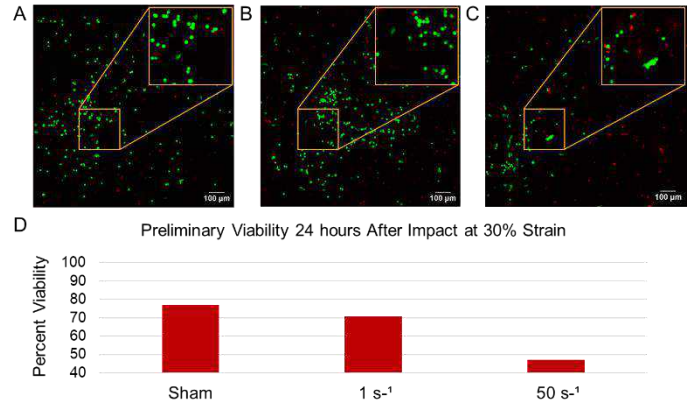 A
B
C
100 µm
100 µm
100 µm
D
Preliminary Viability 24 hours After Impact at 30% Strain
Percent Viability
100
90
80
70
60
50
40
Sham
1 s-¹
50 s-¹